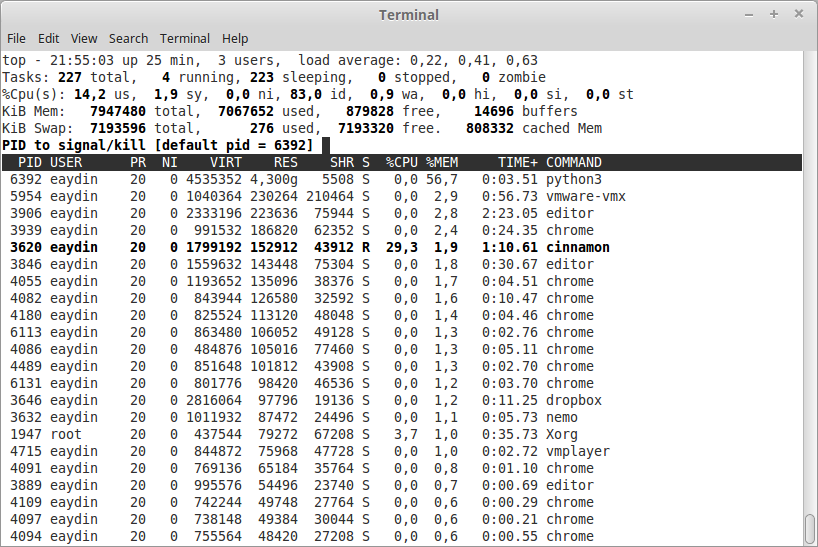 Terminal
File Edit View Search Terminal Help
top - 21:55:03 up 25 min,  3 users,  load average: 0,22, 0,41, 0,63
Tasks: 227 total,   4 running, 223 sleeping,   0 stopped,   0 zombie
%Cpu(s): 14,2 us,  1,9 sy,  0,0 ni, 83,0 id,  0,9 wa,  0,0 hi,  0,0 si,  0,0 st
KiB Mem:   7947480 total,  7067652 used,   879828 free,    14696 buffers
KiB Swap:  7193596 total,      276 used,  7193320 free.   808332 cached Mem
PID to signal/kill [default pid = 6392]
  PID USER      PR  NI    VIRT    RES    SHR S  %CPU %MEM     TIME+ COMMAND
 6392 eaydin    20   0 4535352 4,300g   5508 S   0,0 56,7   0:03.51 python3
 5954 eaydin    20   0 1040364 230264 210464 S   0,0  2,9   0:56.73 vmware-vmx
 3906 eaydin    20   0 2333196 223636  75944 S   0,0  2,8   2:23.05 editor
 3939 eaydin    20   0  991532 186820  62352 S   0,0  2,4   0:24.35 chrome
 3620 eaydin    20   0 1799192 152912  43912 R  29,3  1,9   1:10.61 cinnamon
 3846 eaydin    20   0 1559632 143448  75304 S   0,0  1,8   0:30.67 editor
 4055 eaydin    20   0 1193652 135096  38376 S   0,0  1,7   0:04.51 chrome
 4082 eaydin    20   0  843944 126580  32592 S   0,0  1,6   0:10.47 chrome
 4180 eaydin    20   0  825524 113120  48048 S   0,0  1,4   0:04.46 chrome
 6113 eaydin    20   0  863480 106052  49128 S   0,0  1,3   0:02.76 chrome
 4086 eaydin    20   0  484876 105016  77460 S   0,0  1,3   0:05.11 chrome
 4489 eaydin    20   0  851648 101812  43908 S   0,0  1,3   0:02.70 chrome
 6131 eaydin    20   0  801776  98420  46536 S   0,0  1,2   0:03.70 chrome
 3646 eaydin    20   0 2816064  97796  19136 S   0,0  1,2   0:11.25 dropbox
 3632 eaydin    20   0 1011932  87472  24496 S   0,0  1,1   0:05.73 nemo
 1947 root      20   0  437544  79272  67208 S   3,7  1,0   0:35.73 Xorg
 4715 eaydin    20   0  844872  75968  47728 S   0,0  1,0   0:02.72 vmplayer
 4091 eaydin    20   0  769136  65184  35764 S   0,0  0,8   0:01.10 chrome
 3889 eaydin    20   0  995576  54496  23740 S   0,0  0,7   0:00.69 editor
 4109 eaydin    20   0  742244  49748  27764 S   0,0  0,6   0:00.29 chrome
 4097 eaydin    20   0  738148  49384  30044 S   0,0  0,6   0:00.21 chrome
 4094 eaydin    20   0  755564  48420  27208 S   0,0  0,6   0:00.55 chrome